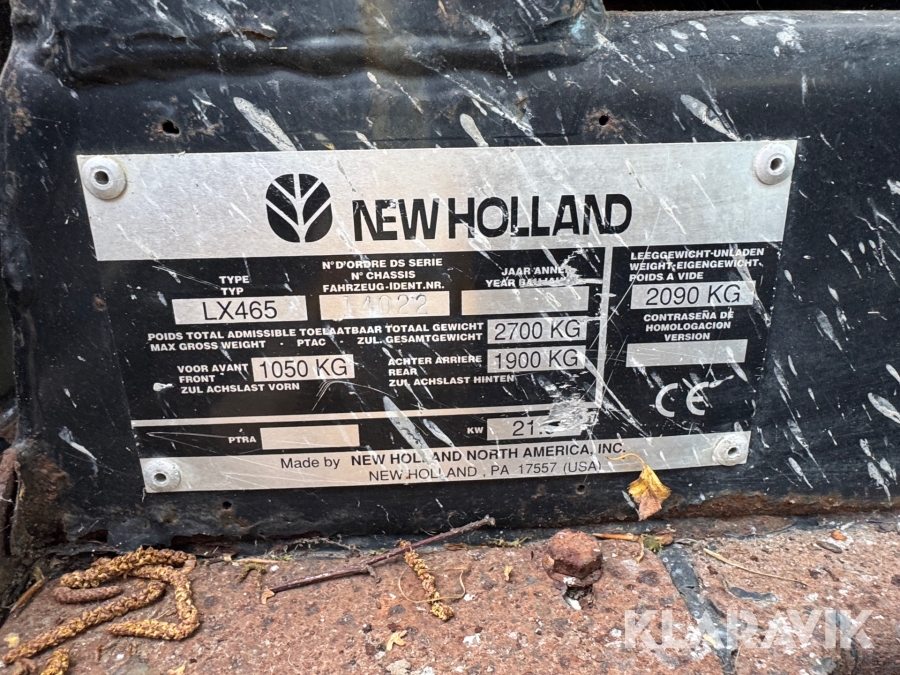 NEW HOLLAND
TYPE
TYP
LX465
N° D'ORDRE DS SERIE
N° CHASSIS
FAHRZEUG-IDENT.NR.
14022
JAAR ANNE
YEAR
LEEGGEWICHT-UNLADEN
WEIGHT-EIGENGEWICHT
POIDS A VIDE
2090 KG
POIDS TOTAL ADMISSIBLE TOELAATBAAR TOTAAL GEWICHT
MAX GROSS WEIGHT - PTAC ZUL. GESAMTGEWICHT
2700 KG
CONTRASEÑA DE
HOMOLOGACION
VERSION
VOOR AVANT
FRONT
ZUL ACHSLAST VORN
1050 KG
ACHTER ARRIERE
REAR
ZUL ACHSLAST HINTEN
1900 KG
CE
PTRA
KW
21.
Made by NEW HOLLAND NORTH AMERICA, INC.
NEW HOLLAND, PA 17557 (USA)
KLARAVIK